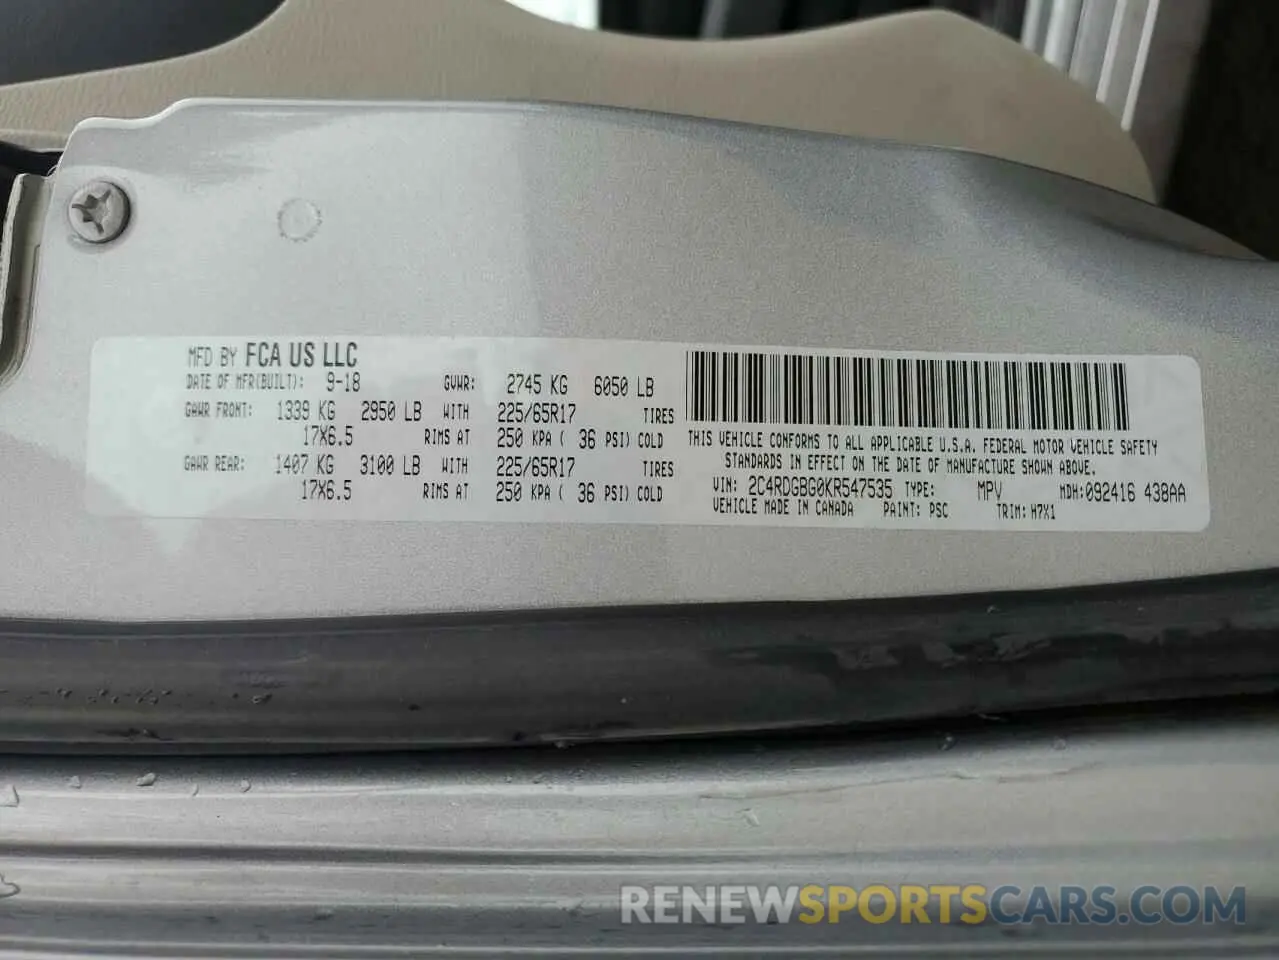 MFD BY FCA US LLC
DATE OF MFR(BUILT): 9-18 GVWR: 2745 KG 6050 LB
GAWR FRONT: 1339 KG 2950 LB WITH 225/65R17 TIRES
17X6.5 RIMS AT 250 KPA ( 36 PSI) COLD
GAWR REAR: 1407 KG 3100 LB WITH 225/65R17 TIRES
17X6.5 RIMS AT 250 KPA ( 36 PSI) COLD
THIS VEHICLE CONFORMS TO ALL APPLICABLE U.S.A. FEDERAL MOTOR VEHICLE SAFETY
STANDARDS IN EFFECT ON THE DATE OF MANUFACTURE SHOWN ABOVE.
VIN: 2C4RDGBG0KR547535 TYPE: MPV MDH:092416 438AA
VEHICLE MADE IN CANADA PAINT: PSC TRIM: H7X1
RENEWSPORTSCARS.COM